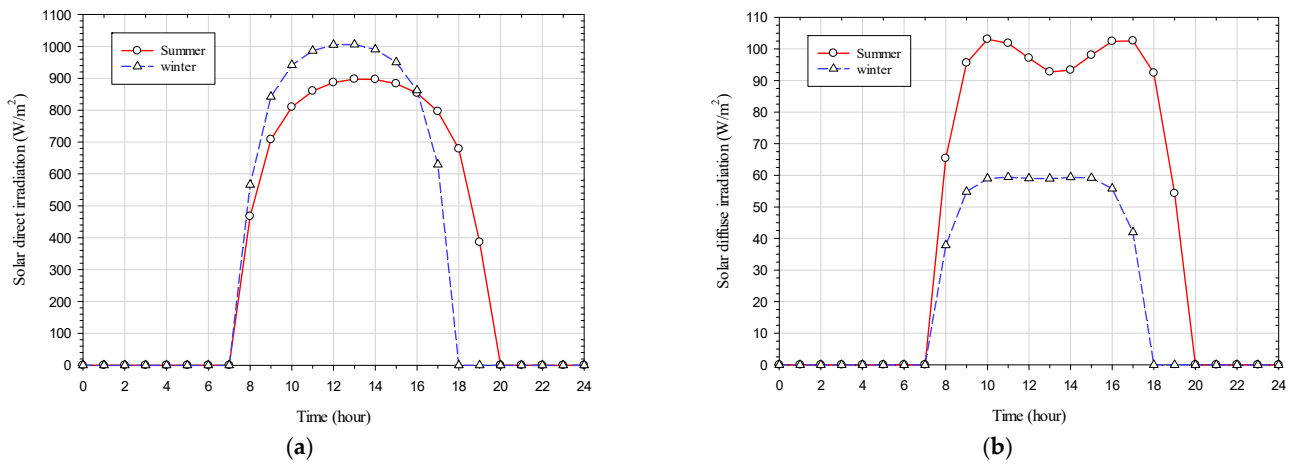 1100
1000
900
800
700
600
500
400
300
200
100
0
Solar direct irradiation (W/m²)
Summer
winter
0 2 4 6 8 10 12 14 16 18 20 22 24
Time (hour)
(a)
110
100
90
80
70
60
50
40
30
20
10
0
Solar diffuse irradiation (W/m²)
Summer
winter
0 2 4 6 8 10 12 14 16 18 20 22 24
Time (hour)
(b)